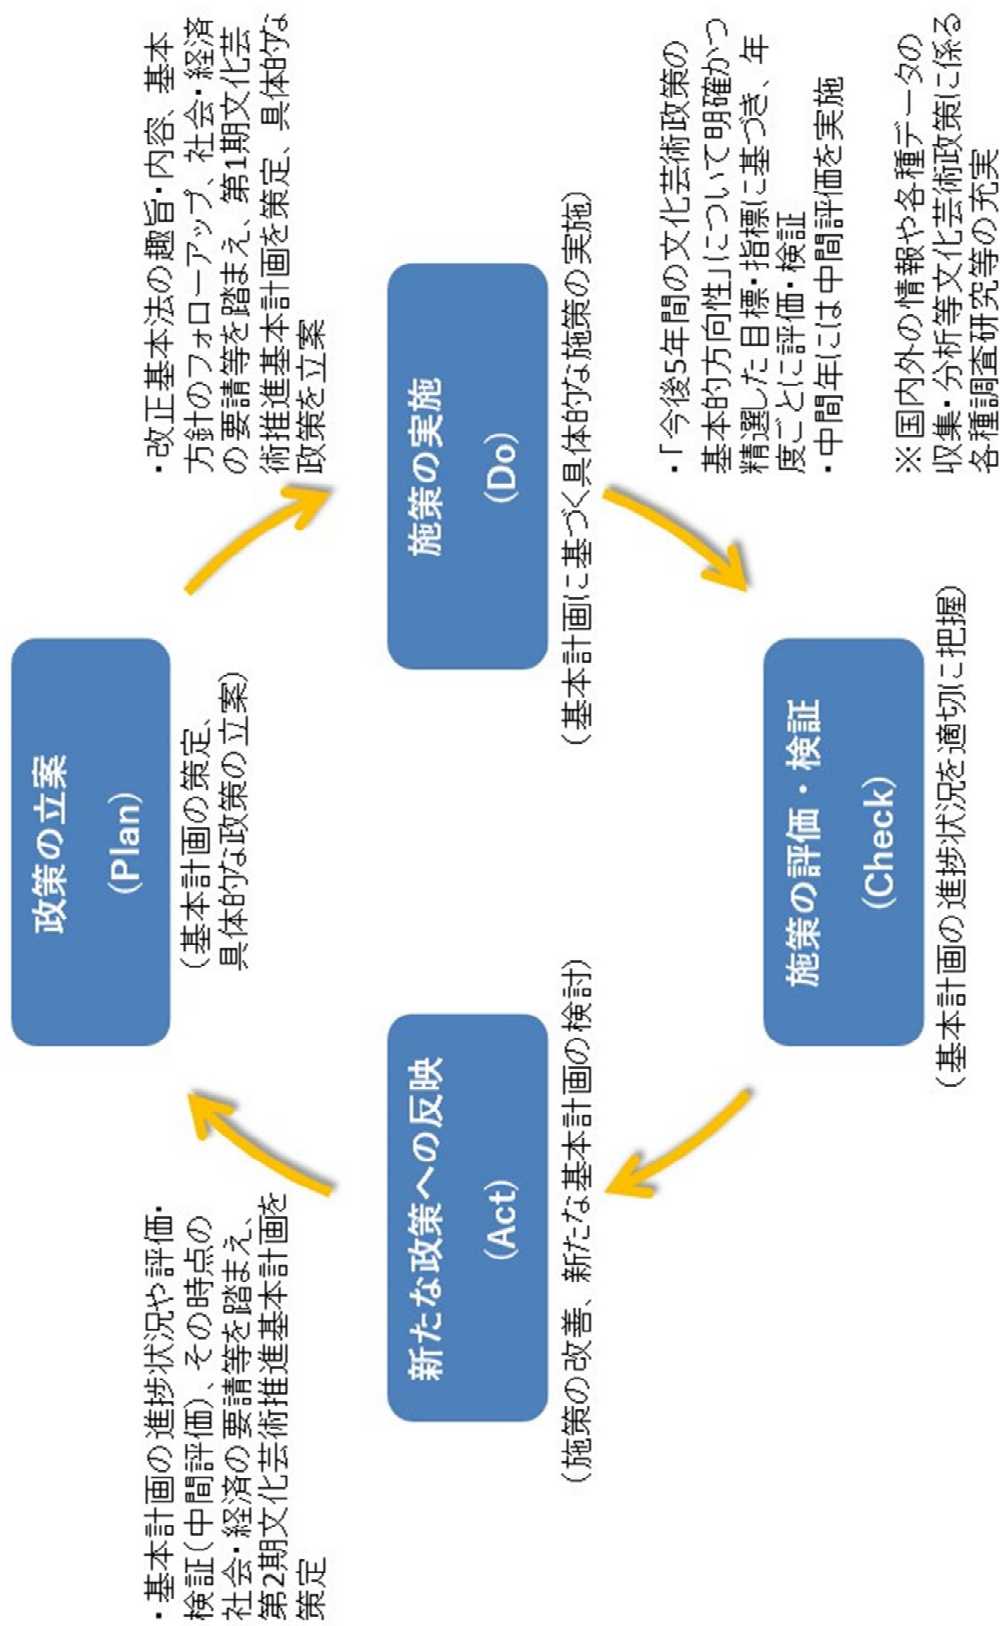 政策の立案
(Plan)
(基本計画の策定、
具体的な政策の立案)
・改正基本法の趣旨・内容、基本
方針のフォローアップ、社会・経済
の要請等を踏まえ、第1期文化芸
術推進基本計画を策定、具体的な
政策を立案
施策の実施
(Do)
(基本計画に基づく具体的な施策の実施)
・「今後5年間の文化芸術政策の
基本的方向性」について明確かつ
精選した目標・指標に基づき、年
度ごとに評価・検証
・中間年には中間評価を実施
※国内外の情報や各種データの
収集・分析等文化芸術政策に係る
各種調査研究等の充実
施策の評価・検証
(Check)
(基本計画の進捗状況を適切に把握)
新たな政策への反映
(Act)
(施策の改善、新たな基本計画の検討)
・基本計画の進捗状況や評価・
検証(中間評価)、その時点の
社会・経済の要請等を踏まえ、
第2期文化芸術推進基本計画を
策定